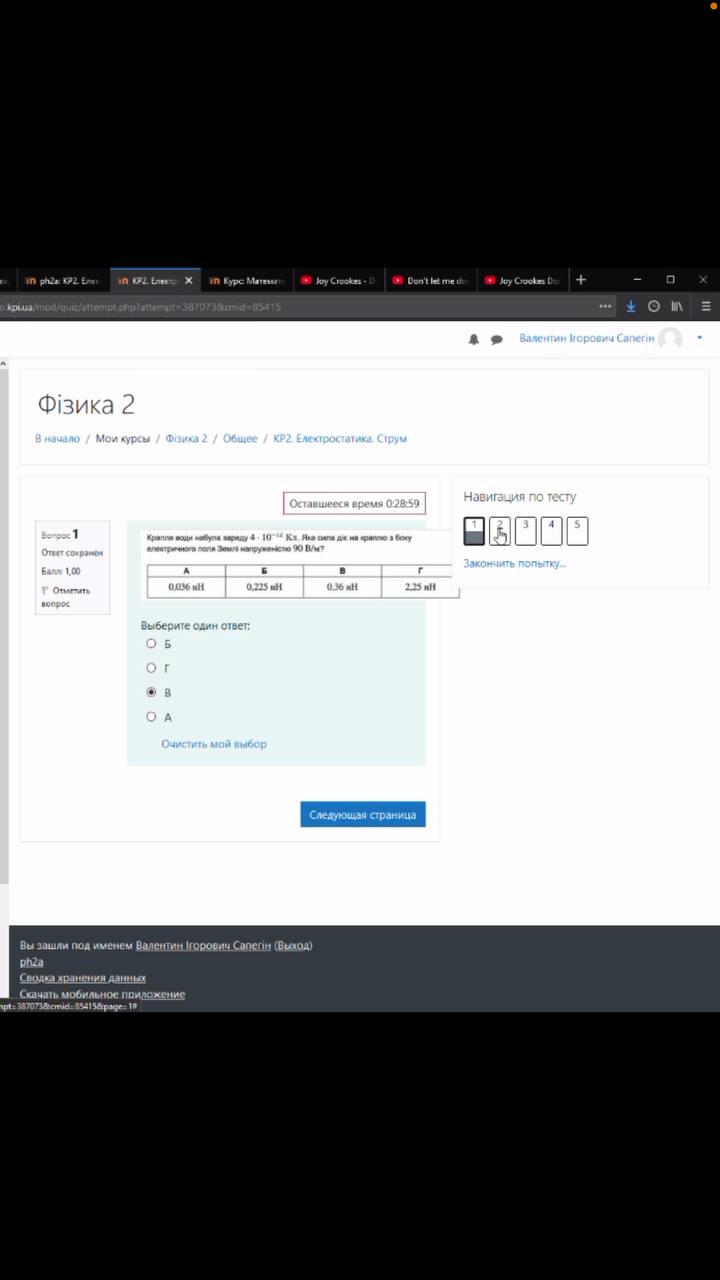 ph2a: КР2. Елек
КР2. Електр
Курс: Математ
Joy Crookes - D
Don't let me do
Joy Crookes Do
o.kpi.ua/mod/quiz/attempt.php?attempt=387073&cmid=85415
Валентин Ігорович Сапегін
Фізика 2
В начало / Мои курсы / Фізика 2 / Общее / КР2. Електростатика. Струм
Оставшееся время 0:28:59
Вопрос 1
Ответ сохранен
Балл: 1,00
Отметить вопрос
Крапля води набула заряду 4 · 10⁻¹² Кл. Яка сила діє на краплю з боку
електричного поля Землі напруженістю 90 В/м?
А Б В Г
0,036 нН 0,225 нН 0,36 нН 2,25 нН
Выберите один ответ:
Б
Г
В
А
Очистить мой выбор
Следующая страница
Навигация по тесту
1 2 3 4 5
Закончить попытку...
Вы зашли под именем Валентин Ігорович Сапегін (Выход)
ph2a
Сводка хранения данных
Скачать мобильное приложение
mpt=387073&cmid=85415&page=1#